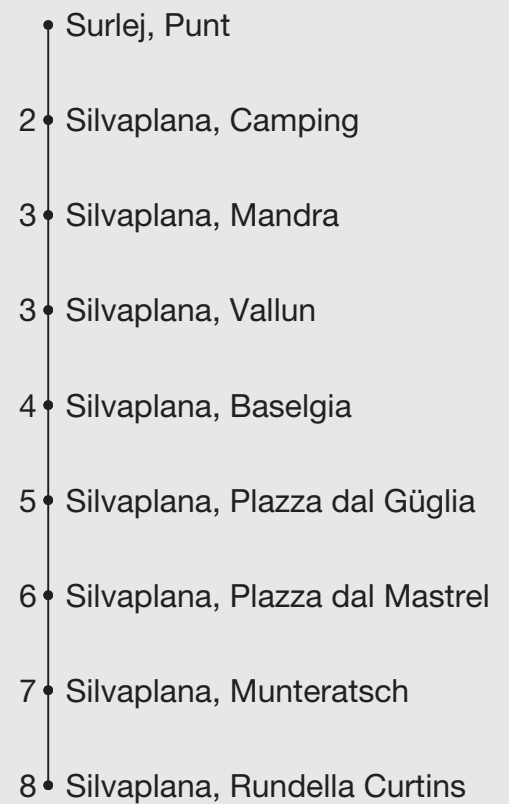 Surlej, Punt
2 Silvaplana, Camping
3 Silvaplana, Mandra
3 Silvaplana, Vallun
4 Silvaplana, Baselgia
5 Silvaplana, Plazza dal Güglia
6 Silvaplana, Plazza dal Mastrel
7 Silvaplana, Munteratsch
8 Silvaplana, Rundella Curtins